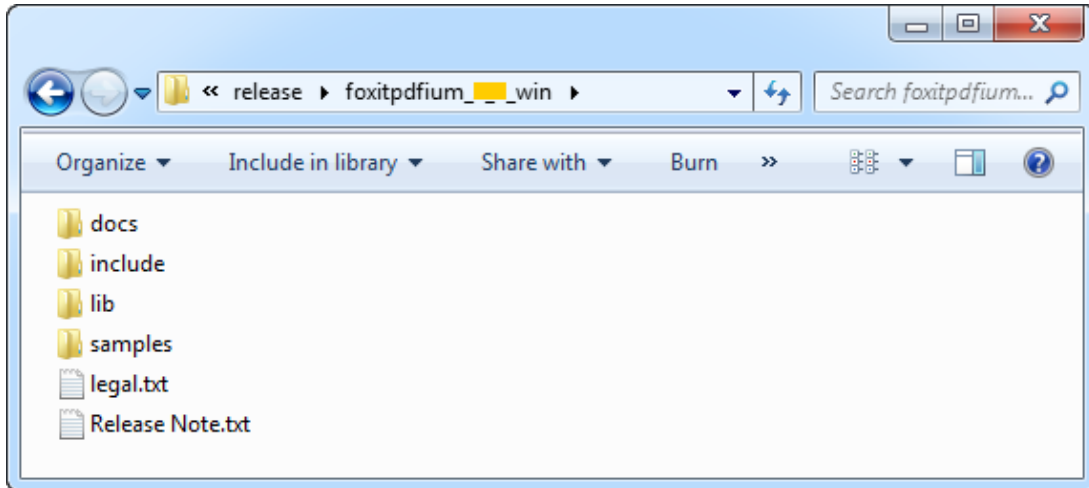 « release ▸ foxitpdfium_ _ _win ▸ Search foxitpdfium...
Organize Include in library Share with Burn »
docs
include
lib
samples
legal.txt
Release Note.txt